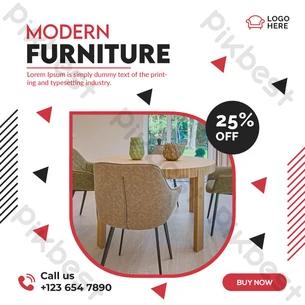 MODERN
FURNITURE
Lorem Ipsum is simply dummy text of the print-
ing and typesetting industry.
LOGO
HERE
25%
OFF
Call us
+123 654 7890
BUY NOW
pikbest